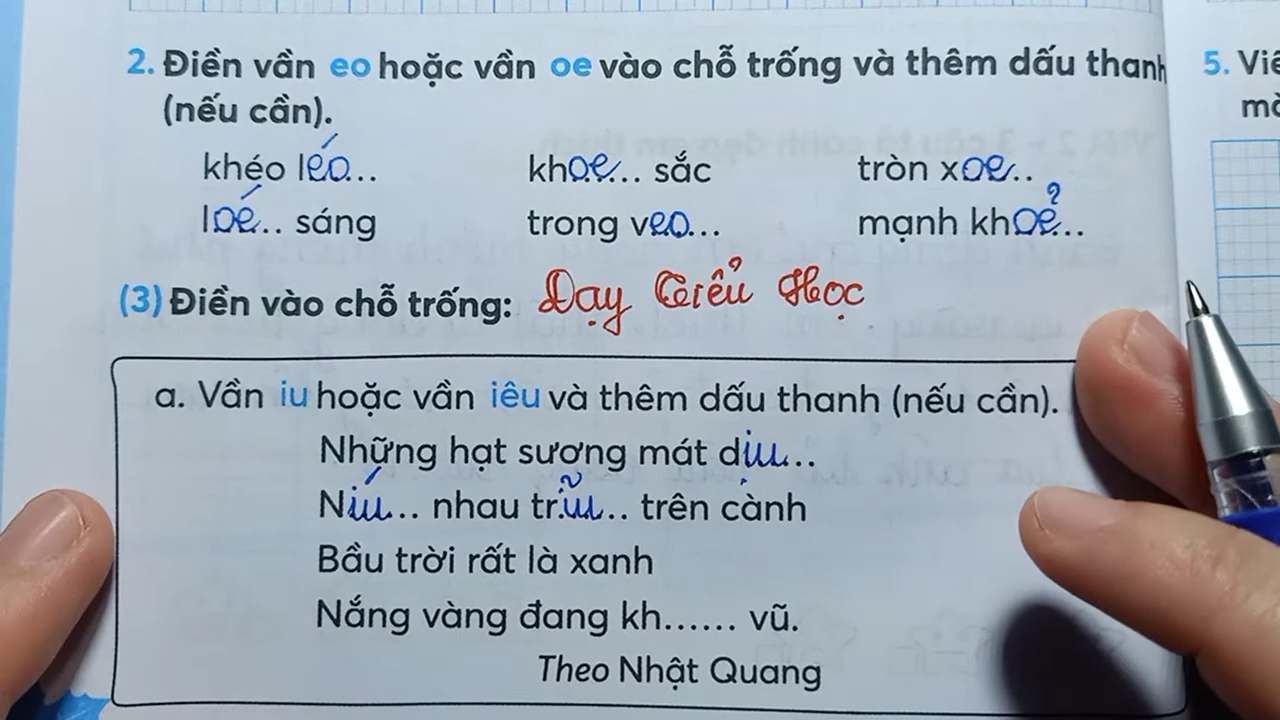 2. Điền vần eo hoặc vần oe vào chỗ trống và thêm dấu thanh
(nếu cần).
khéo léo... khoe... sắc tròn xoe...
loé.. sáng trong veo... mạnh khoẻ..
(3) Điền vào chỗ trống: Dạy Tiểu Học
a. Vần iu hoặc vần iêu và thêm dấu thanh (nếu cần).
Những hạt sương mát dịu...
Níu... nhau trĩu... trên cành
Bầu trời rất là xanh
Nắng vàng đang kh...... vũ.
Theo Nhật Quang
5. Viế